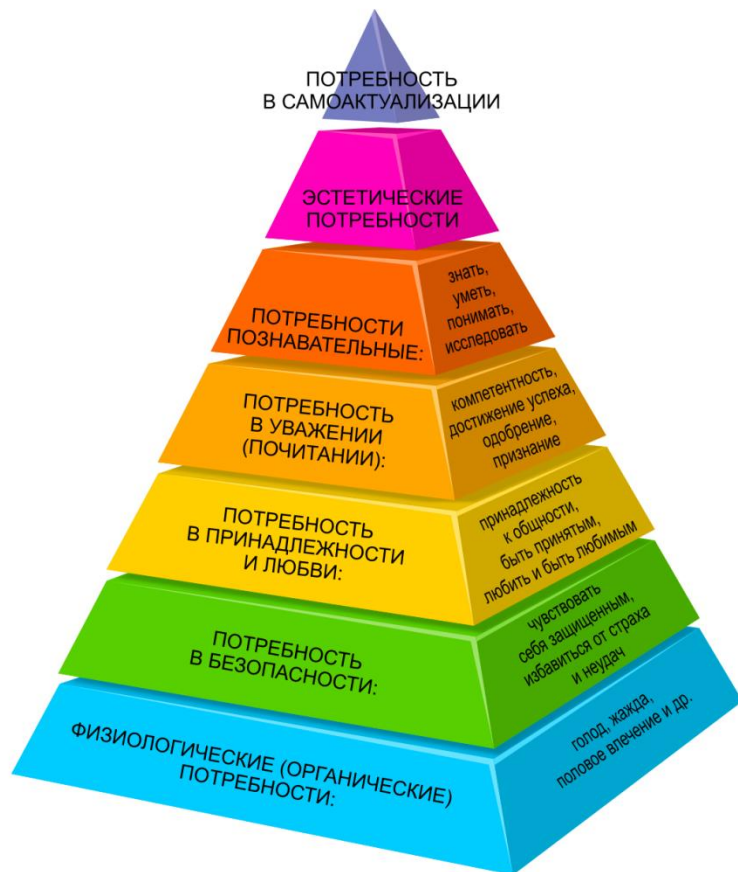 ПОТРЕБНОСТЬ
В САМОАКТУАЛИЗАЦИИ
ЭСТЕТИЧЕСКИЕ
ПОТРЕБНОСТИ
ПОТРЕБНОСТИ
ПОЗНАВАТЕЛЬНЫЕ:
знать,
уметь,
понимать,
исследовать
ПОТРЕБНОСТЬ
В УВАЖЕНИИ
(ПОЧИТАНИИ):
компетентность,
достижение успеха,
одобрение,
признание
ПОТРЕБНОСТЬ
В ПРИНАДЛЕЖНОСТИ
И ЛЮБВИ:
принадлежность
к общности,
быть принятым,
любить и быть любимым
ПОТРЕБНОСТЬ
В БЕЗОПАСНОСТИ:
чувствовать
себя защищенным,
избавиться от страха
и неудач
ФИЗИОЛОГИЧЕСКИЕ (ОРГАНИЧЕСКИЕ)
ПОТРЕБНОСТИ:
голод, жажда,
половое влечение и др.